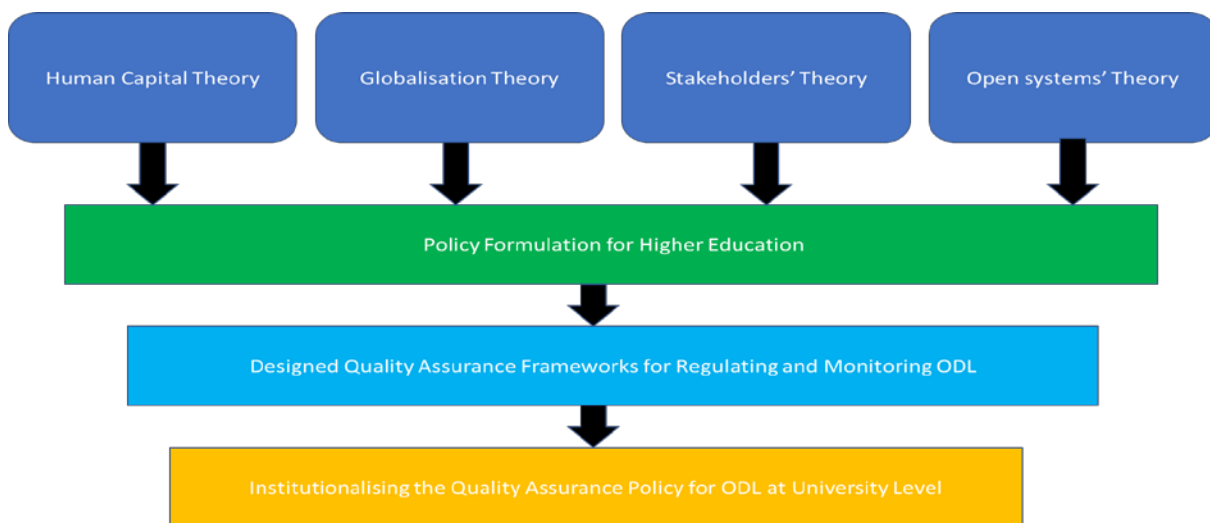 Human Capital Theory
Globalisation Theory
Stakeholders' Theory
Open systems' Theory
Policy Formulation for Higher Education
Designed Quality Assurance Frameworks for Regulating and Monitoring ODL
Institutionalising the Quality Assurance Policy for ODL at University Level